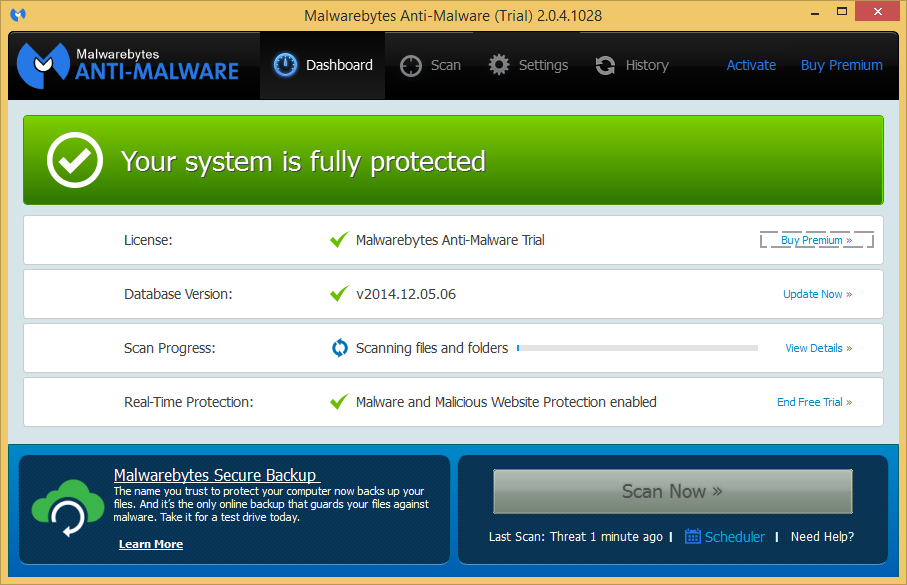 Malwarebytes Anti-Malware (Trial) 2.0.4.1028
Malwarebytes
ANTI-MALWARE
Dashboard
Scan
Settings
History
Activate
Buy Premium
Your system is fully protected
License:
Malwarebytes Anti-Malware Trial
Buy Premium »
Database Version:
v2014.12.05.06
Update Now »
Scan Progress:
Scanning files and folders
View Details »
Real-Time Protection:
Malware and Malicious Website Protection enabled
End Free Trial »
Malwarebytes Secure Backup
The name you trust to protect your computer now backs up your
files. And it's the only online backup that guards your files against
malware. Take it for a test drive today.
Learn More
Scan Now »
Last Scan: Threat 1 minute ago
Scheduler
Need Help?